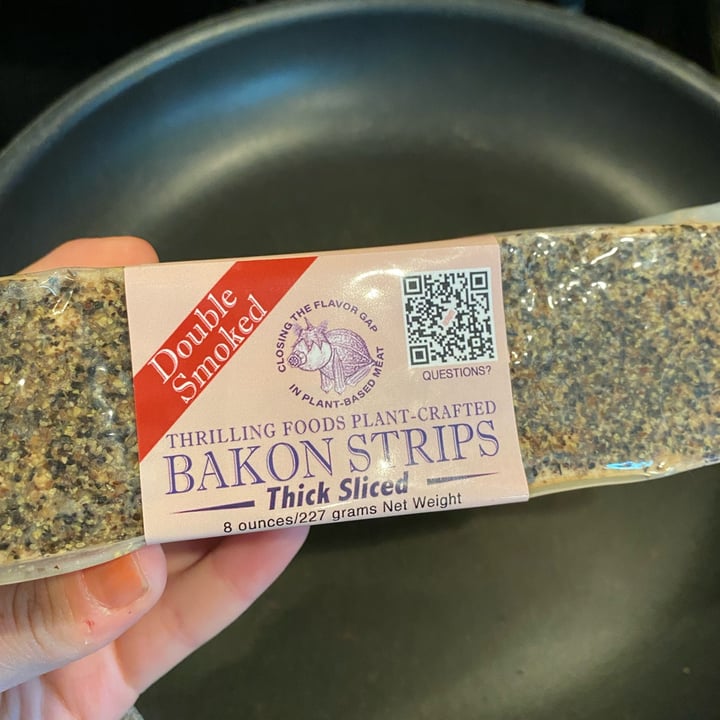 Double
Smoked
CLOSING THE FLAVOR GAP
IN PLANT-BASED MEAT
QUESTIONS?
THRILLING FOODS PLANT-CRAFTED
BAKON STRIPS
Thick Sliced
8 ounces/227 grams Net Weight